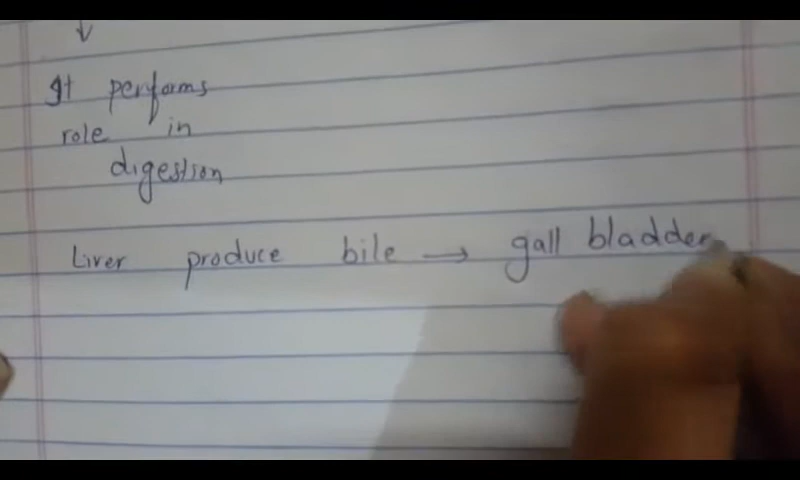 ↓
It performs
role in
digestion
Liver produce bile → gall bladder